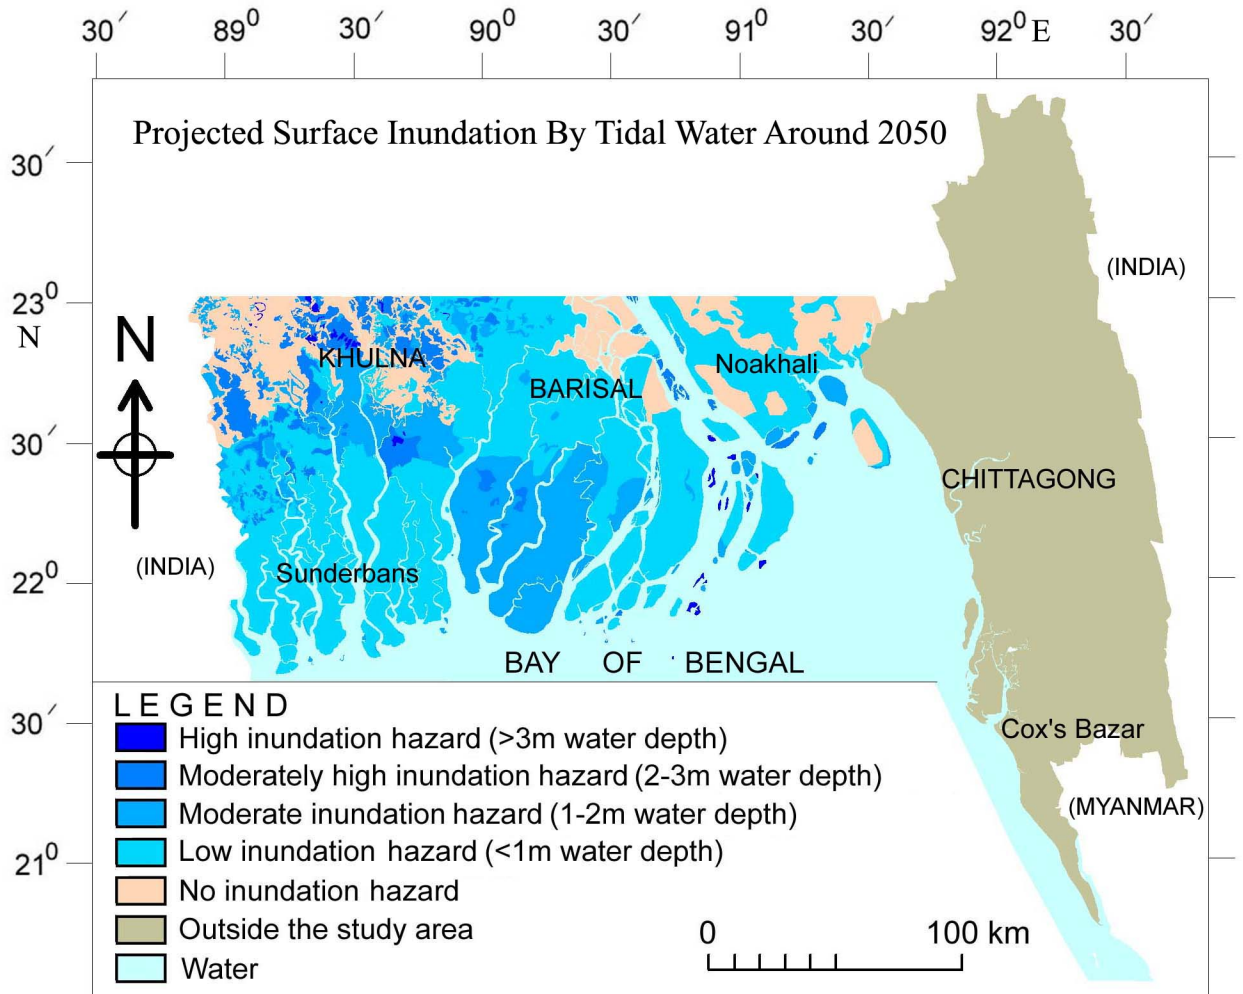 30′ 89⁰ 30′ 90⁰ 30′ 91⁰ 30′ 92⁰ E 30′
Projected Surface Inundation By Tidal Water Around 2050
30′
(INDIA)
23⁰
N
N
KHULNA
Noakhali
BARISAL
30′
CHITTAGONG
(INDIA)
Sunderbans
22⁰
BAY OF BENGAL
LEGEND
30′
Cox's Bazar
High inundation hazard (>3m water depth)
Moderately high inundation hazard (2-3m water depth)
(MYANMAR)
Moderate inundation hazard (1-2m water depth)
Low inundation hazard (<1m water depth)
21⁰
No inundation hazard
Outside the study area
0 100 km
Water